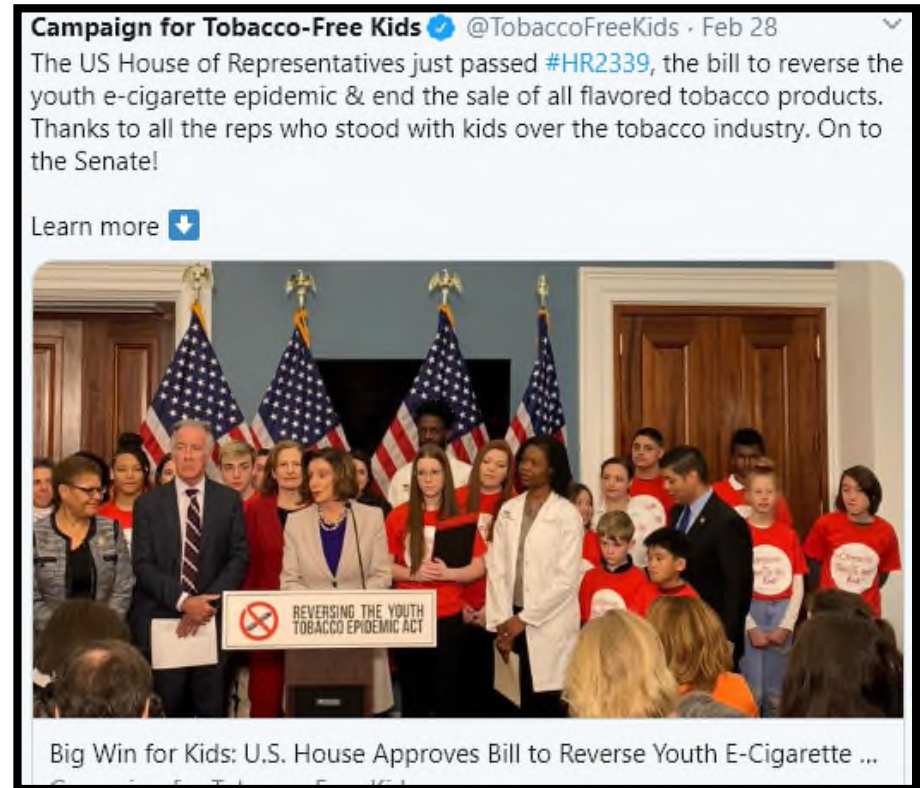 Campaign for Tobacco-Free Kids @TobaccoFreeKids · Feb 28
The US House of Representatives just passed #HR2339, the bill to reverse the
youth e-cigarette epidemic & end the sale of all flavored tobacco products.
Thanks to all the reps who stood with kids over the tobacco industry. On to
the Senate!
Learn more
REVERSING THE YOUTH
TOBACCO EPIDEMIC ACT
Big Win for Kids: U.S. House Approves Bill to Reverse Youth E-Cigarette ...